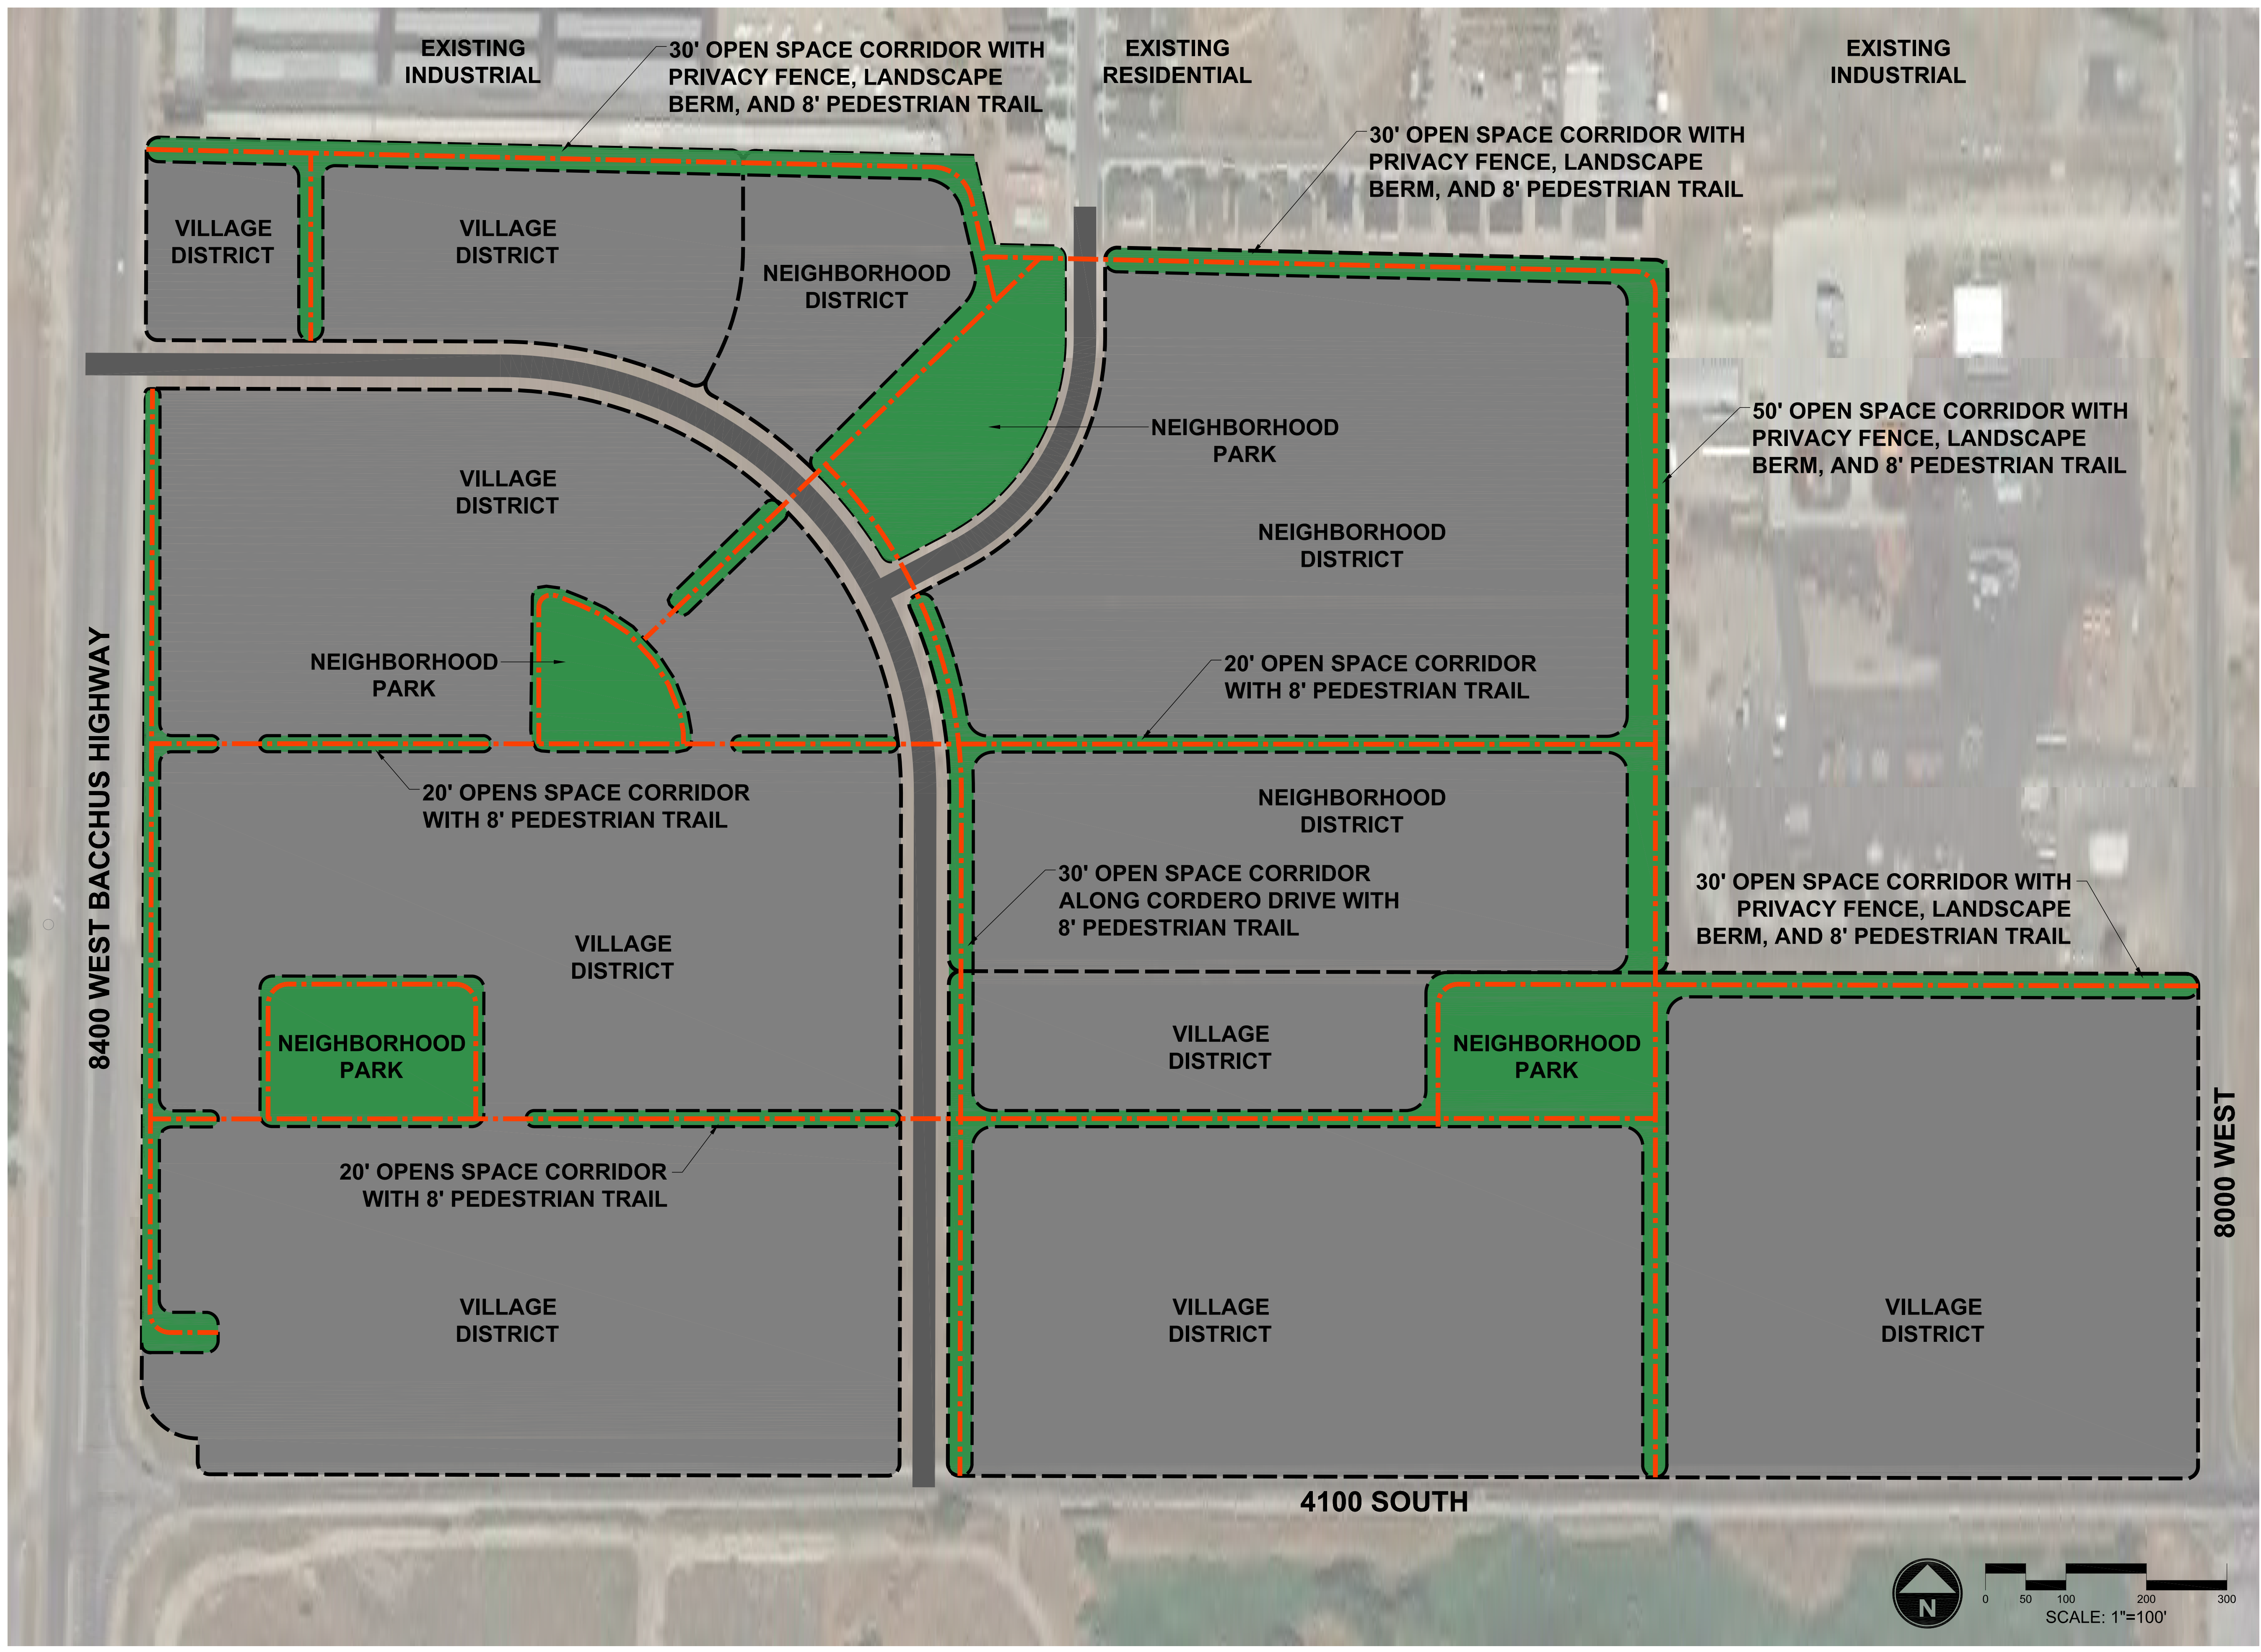 EXISTING
INDUSTRIAL
30' OPEN SPACE CORRIDOR WITH
PRIVACY FENCE, LANDSCAPE
BERM, AND 8' PEDESTRIAN TRAIL
EXISTING
RESIDENTIAL
EXISTING
INDUSTRIAL
30' OPEN SPACE CORRIDOR WITH
PRIVACY FENCE, LANDSCAPE
BERM, AND 8' PEDESTRIAN TRAIL
VILLAGE
DISTRICT
VILLAGE
DISTRICT
NEIGHBORHOOD
DISTRICT
50' OPEN SPACE CORRIDOR WITH
PRIVACY FENCE, LANDSCAPE
BERM, AND 8' PEDESTRIAN TRAIL
NEIGHBORHOOD
PARK
VILLAGE
DISTRICT
NEIGHBORHOOD
DISTRICT
NEIGHBORHOOD
PARK
20' OPEN SPACE CORRIDOR
WITH 8' PEDESTRIAN TRAIL
8400 WEST BACCHUS HIGHWAY
20' OPENS SPACE CORRIDOR
WITH 8' PEDESTRIAN TRAIL
NEIGHBORHOOD
DISTRICT
30' OPEN SPACE CORRIDOR
ALONG CORDERO DRIVE WITH
8' PEDESTRIAN TRAIL
30' OPEN SPACE CORRIDOR WITH
PRIVACY FENCE, LANDSCAPE
BERM, AND 8' PEDESTRIAN TRAIL
VILLAGE
DISTRICT
NEIGHBORHOOD
PARK
VILLAGE
DISTRICT
NEIGHBORHOOD
PARK
8000 WEST
20' OPENS SPACE CORRIDOR
WITH 8' PEDESTRIAN TRAIL
VILLAGE
DISTRICT
VILLAGE
DISTRICT
VILLAGE
DISTRICT
4100 SOUTH
N
0 50 100 200 300
SCALE: 1"=100'